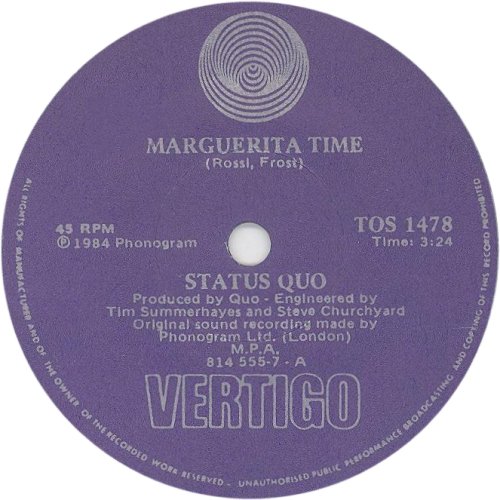 MARGUERITA TIME
(Rossi, Frost)
45 RPM
℗ 1984 Phonogram
TOS 1478
Time: 3:24
STATUS QUO
Produced by Quo - Engineered by
Tim Summerhayes and Steve Churchyard
Original sound recording made by
Phonogram Ltd. (London)
M.P.A.
814 555-7 - A
VERTIGO
ALL RIGHTS OF MANUFACTURER AND OF THE OWNER OF THE RECORDED WORK RESERVED - UNAUTHORISED PUBLIC PERFORMANCE BROADCASTING AND COPYING OF THIS RECORD PROHIBITED